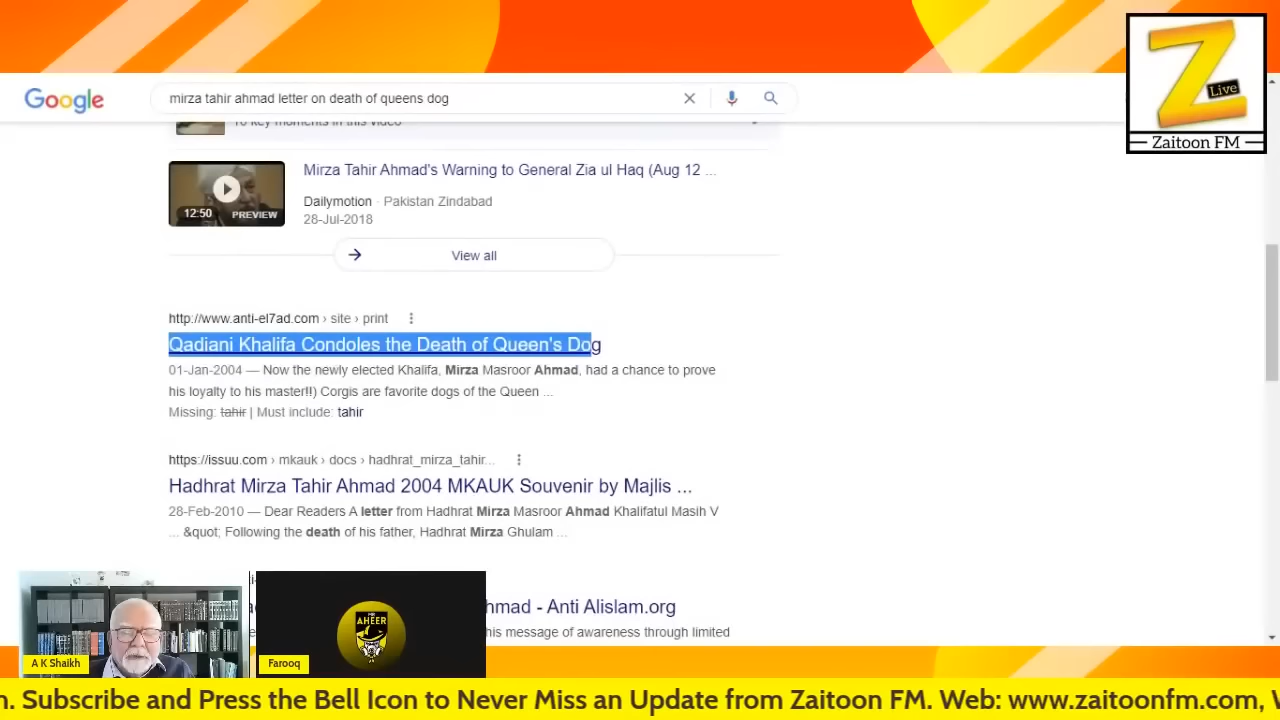 Google
mirza tahir ahmad letter on death of queens dog
Z
Live
Zaitoon FM
10 key moments in this video
Mirza Tahir Ahmad's Warning to General Zia ul Haq (Aug 12 ...
12:50 PREVIEW
Dailymotion · Pakistan Zindabad
28-Jul-2018
View all
http://www.anti-el7ad.com › site › print
Qadiani Khalifa Condoles the Death of Queen's Dog
01-Jan-2004 — Now the newly elected Khalifa, Mirza Masroor Ahmad, had a chance to prove
his loyalty to his master!!) Corgis are favorite dogs of the Queen ...
Missing: tahir | Must include: tahir
https://issuu.com › mkauk › docs › hadhrat_mirza_tahir...
Hadhrat Mirza Tahir Ahmad 2004 MKAUK Souvenir by Majlis ...
28-Feb-2010 — Dear Readers A letter from Hadhrat Mirza Masroor Ahmad Khalifatul Masih V
... &quot; Following the death of his father, Hadhrat Mirza Ghulam ...
hmad - Anti Alislam.org
his message of awareness through limited
MR
AHEER
A K Shaikh
Farooq
n. Subscribe and Press the Bell Icon to Never Miss an Update from Zaitoon FM. Web: www.zaitoonfm.com,